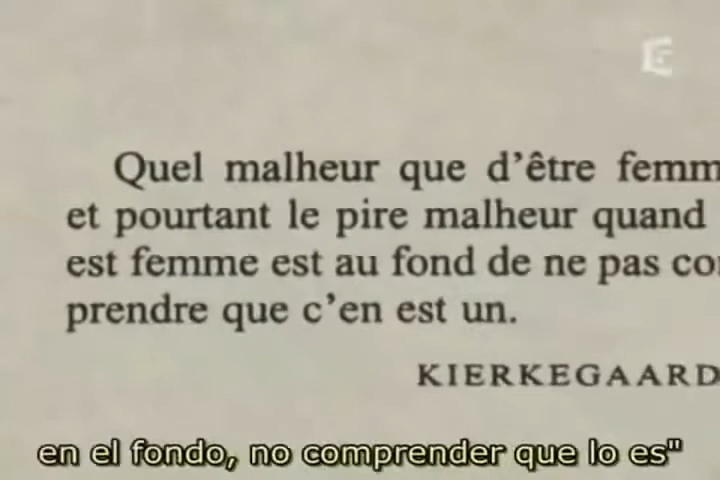 Quel malheur que d'être femm
et pourtant le pire malheur quand
est femme est au fond de ne pas co
prendre que c'en est un.
KIERKEGAARD
en el fondo, no comprender que lo es"